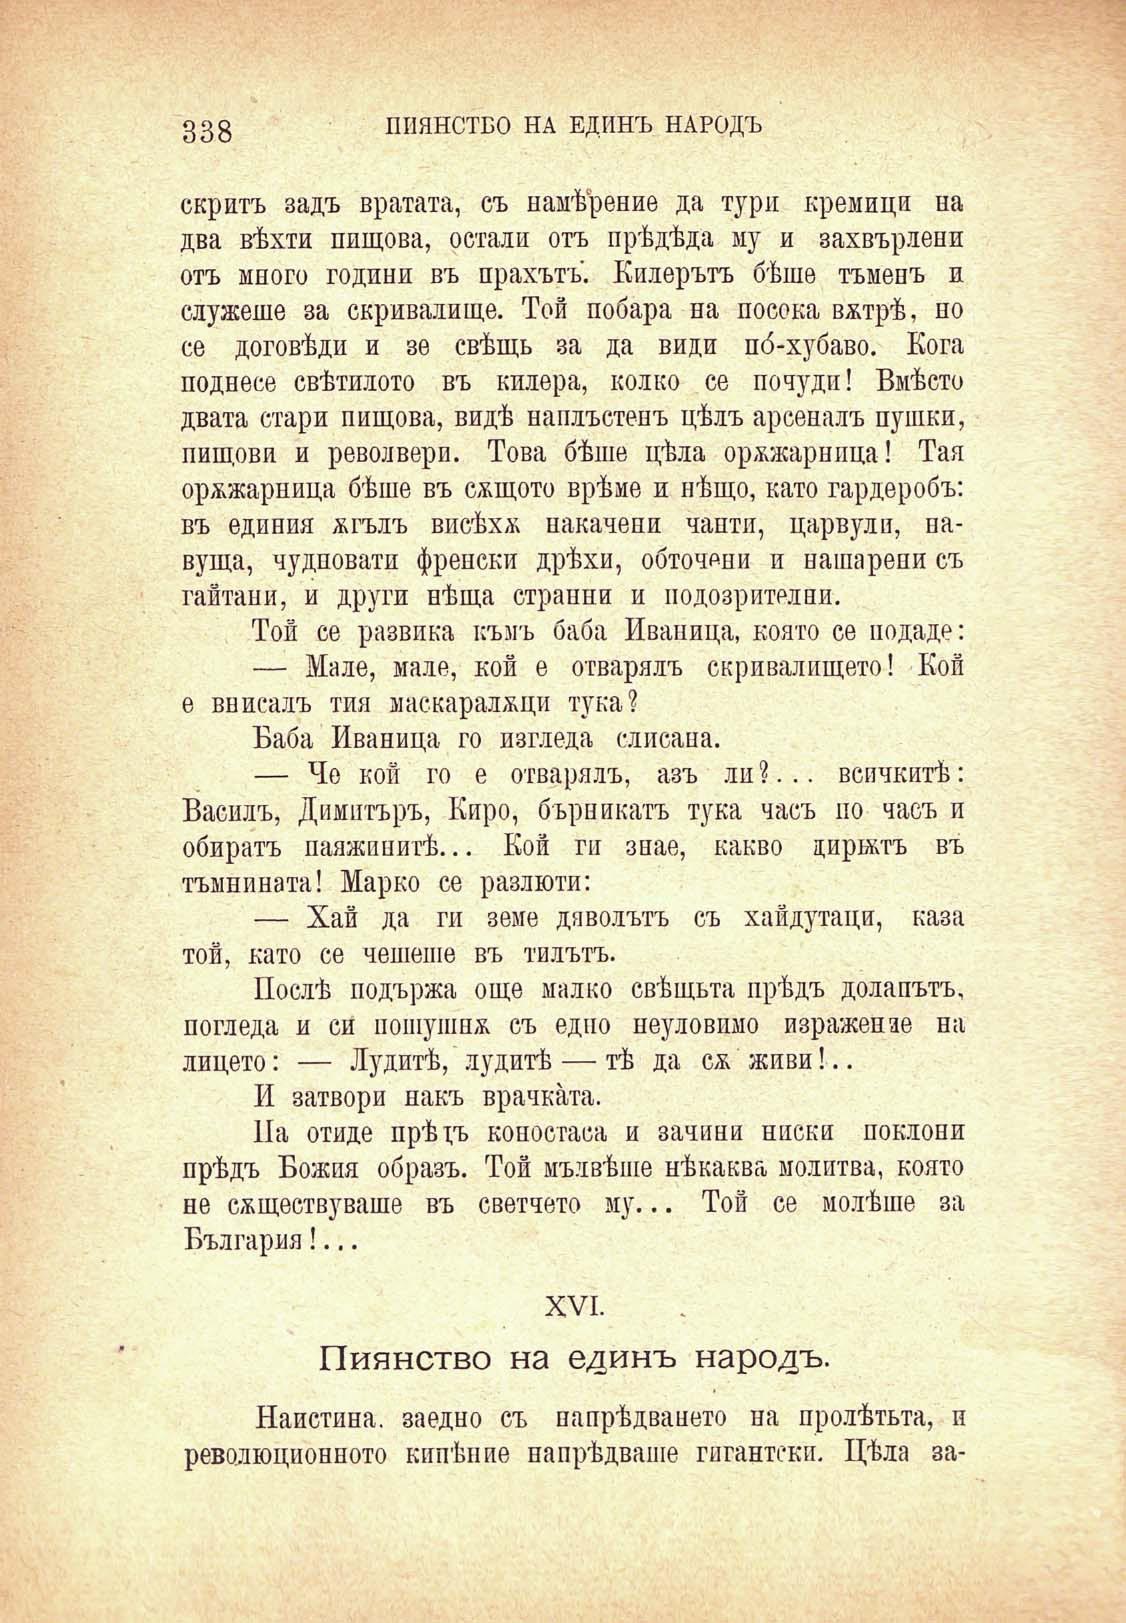 338 ПИЯНСТВО НА ЕДИНЪ НАРОДЪ
скритъ задъ вратата, съ намѣрение да тури кремици на
два вѣхти пищова, остали отъ прѣдѣда му и захвърлени
отъ много години въ прахътъ. Килерътъ бѣше тъменъ и
служеше за скривалище. Той побара на посока вѫтрѣ, но
се договѣди и зе свѣщь за да види по́-хубаво. Кога
поднесе свѣтилото въ килера, колко се почуди! Вмѣсто
двата стари пищова, видѣ наплъстенъ цѣлъ арсеналъ пушки,
пищови и револвери. Това бѣше цѣла орѫжарница! Тая
орѫжарница бѣше въ сѫщото врѣме и нѣщо, като гардеробъ:
въ единия ѫгълъ висѣхѫ накачени чанти, царвули, на-
вуща, чудновати френски дрѣхи, обточени и нашарени съ
гайтани, и други нѣща странни и подозрителни.
Той се развика къмъ баба Иваница, която се подаде:
— Мале, мале, кой е отварялъ скривалището! Кой
е внисалъ тия маскаралѫци тука?
Баба Иваница го изгледа слисана.
— Че кой го е отварялъ, азъ ли?... всичкитѣ:
Василъ, Димитъръ, Киро, бърникатъ тука часъ по часъ и
обиратъ паяжинитѣ... Кой ги знае, какво дирѭтъ въ
тъмнината! Марко се разлюти:
— Хай да ги земе дяволътъ съ хайдутаци, каза
той, като се чешеше въ тилътъ.
Послѣ подържа още малко свѣщьта прѣдъ долапътъ,
погледа и си пошушнѫ съ едно неуловимо изражение на
лицето: — Лудитѣ, лудитѣ — тѣ да сѫ живи!..
И затвори накъ врачка̀та.
Па отиде прѣдъ коностаса и зачини ниски поклони
прѣдъ Божия образъ. Той мълвѣше нѣкаква молитва, която
не сѫществуваше въ светчето му... Той се молѣше за
България!...
XVI.
Пиянство на единъ народъ.
Наистина. заедно съ напрѣдването на пролѣтьта, и
революционното кипѣние напрѣдваше гигантски. Цѣла за-